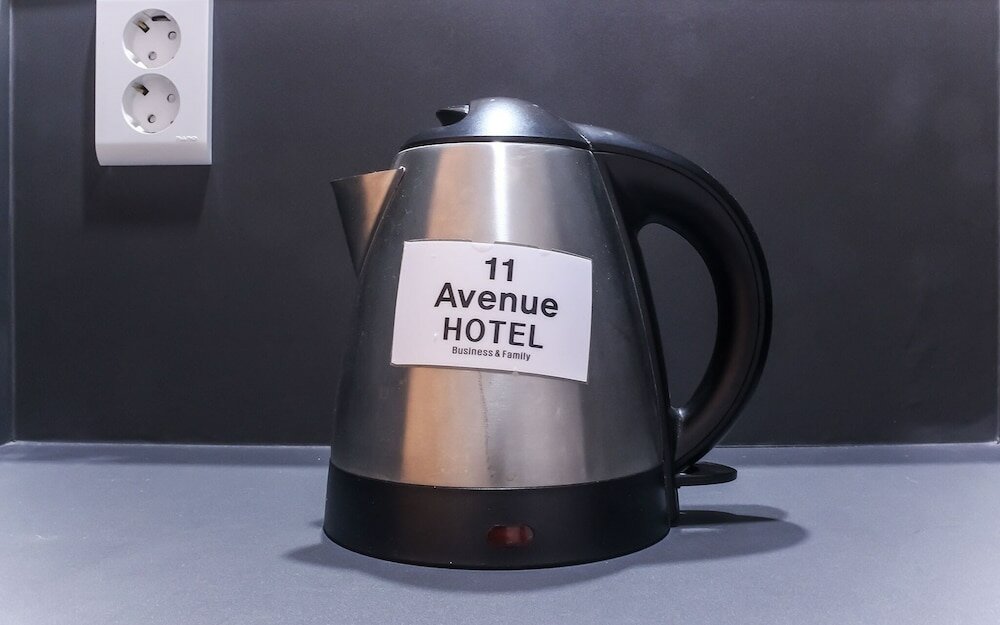 11
Avenue
HOTEL
Business & Family